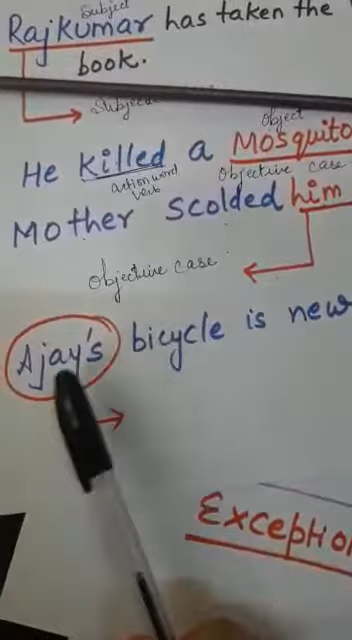 Subject
Rajkumar has taken the
book.
Subject
Object
He killed a Mosquito
action word
verb
Objective case
Mother scolded him
Objective case
Ajay's bicycle is new
Exception